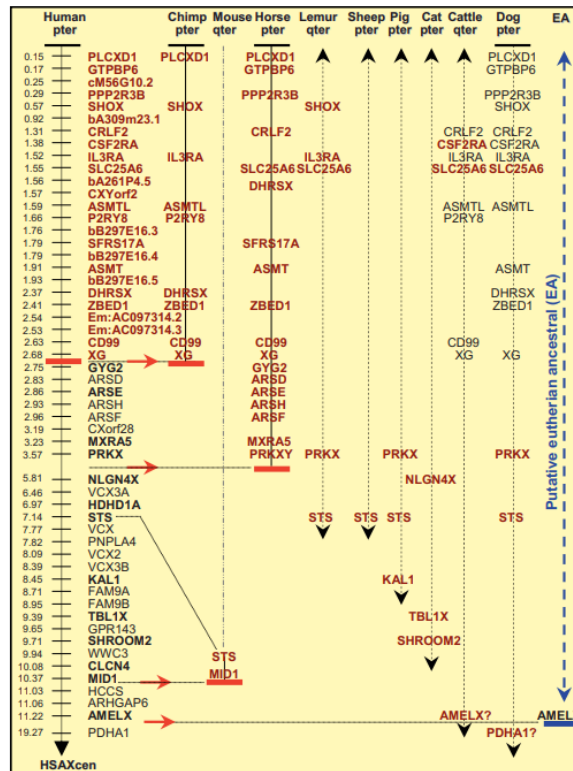 Human Chimp Mouse Horse Lemur Sheep Pig Cat Cattle Dog EA
pter pter qter pter qter pter pter pter qter pter
0.15 PLCXD1 PLCXD1 PLCXD1 PLCXD1
0.17 GTPBP6 GTPBP6 GTPBP6
0.25 cM56G10.2
0.29 PPP2R3B PPP2R3B PPP2R3B
0.57 SHOX SHOX SHOX SHOX
0.92 bA309m23.1
1.31 CRLF2 CRLF2 CRLF2 CRLF2
1.38 CSF2RA CSF2RA CSF2RA
1.52 IL3RA IL3RA IL3RA IL3RA IL3RA
1.55 SLC25A6 SLC25A6 SLC25A6 SLC25A6 SLC25A6
1.56 bA261P4.5 DHRSX
1.57 CXYorf2
1.59 ASMTL ASMTL ASMTL ASMTL
1.66 P2RY8 P2RY8 P2RY8
1.76 bB297E16.3
1.79 SFRS17A SFRS17A
1.79 bB297E16.4
1.91 ASMT ASMT ASMT
1.93 bB297E16.5
2.37 DHRSX DHRSX DHRSX
2.41 ZBED1 ZBED1 ZBED1 ZBED1
2.54 Em:AC097314.2
2.53 Em:AC097314.3
2.63 CD99 CD99 CD99 CD99
2.68 XG XG XG XG XG
2.75 GYG2 GYG2
2.83 ARSD ARSD
2.86 ARSE ARSE
2.93 ARSH ARSH
2.96 ARSF ARSF
3.19 CXorf28
3.23 MXRA5 MXRA5
3.57 PRKX PRKXY PRKX PRKX PRKX
5.81 NLGN4X NLGN4X
6.46 VCX3A
6.97 HDHD1A
7.14 STS STS STS STS STS
7.77 VCX
7.82 PNPLA4
8.09 VCX2
8.39 VCX3B
8.45 KAL1 KAL1
8.71 FAM9A
8.95 FAM9B
9.39 TBL1X TBL1X
9.65 GPR143
9.71 SHROOM2 SHROOM2
9.94 WWC3 STS
10.08 CLCN4
10.37 MID1 MID1
11.03 HCCS
11.06 ARHGAP6
11.22 AMELX AMELX? AMEL
19.27 PDHA1 PDHA1?
HSAXcen
Putative eutherian ancestral (EA)